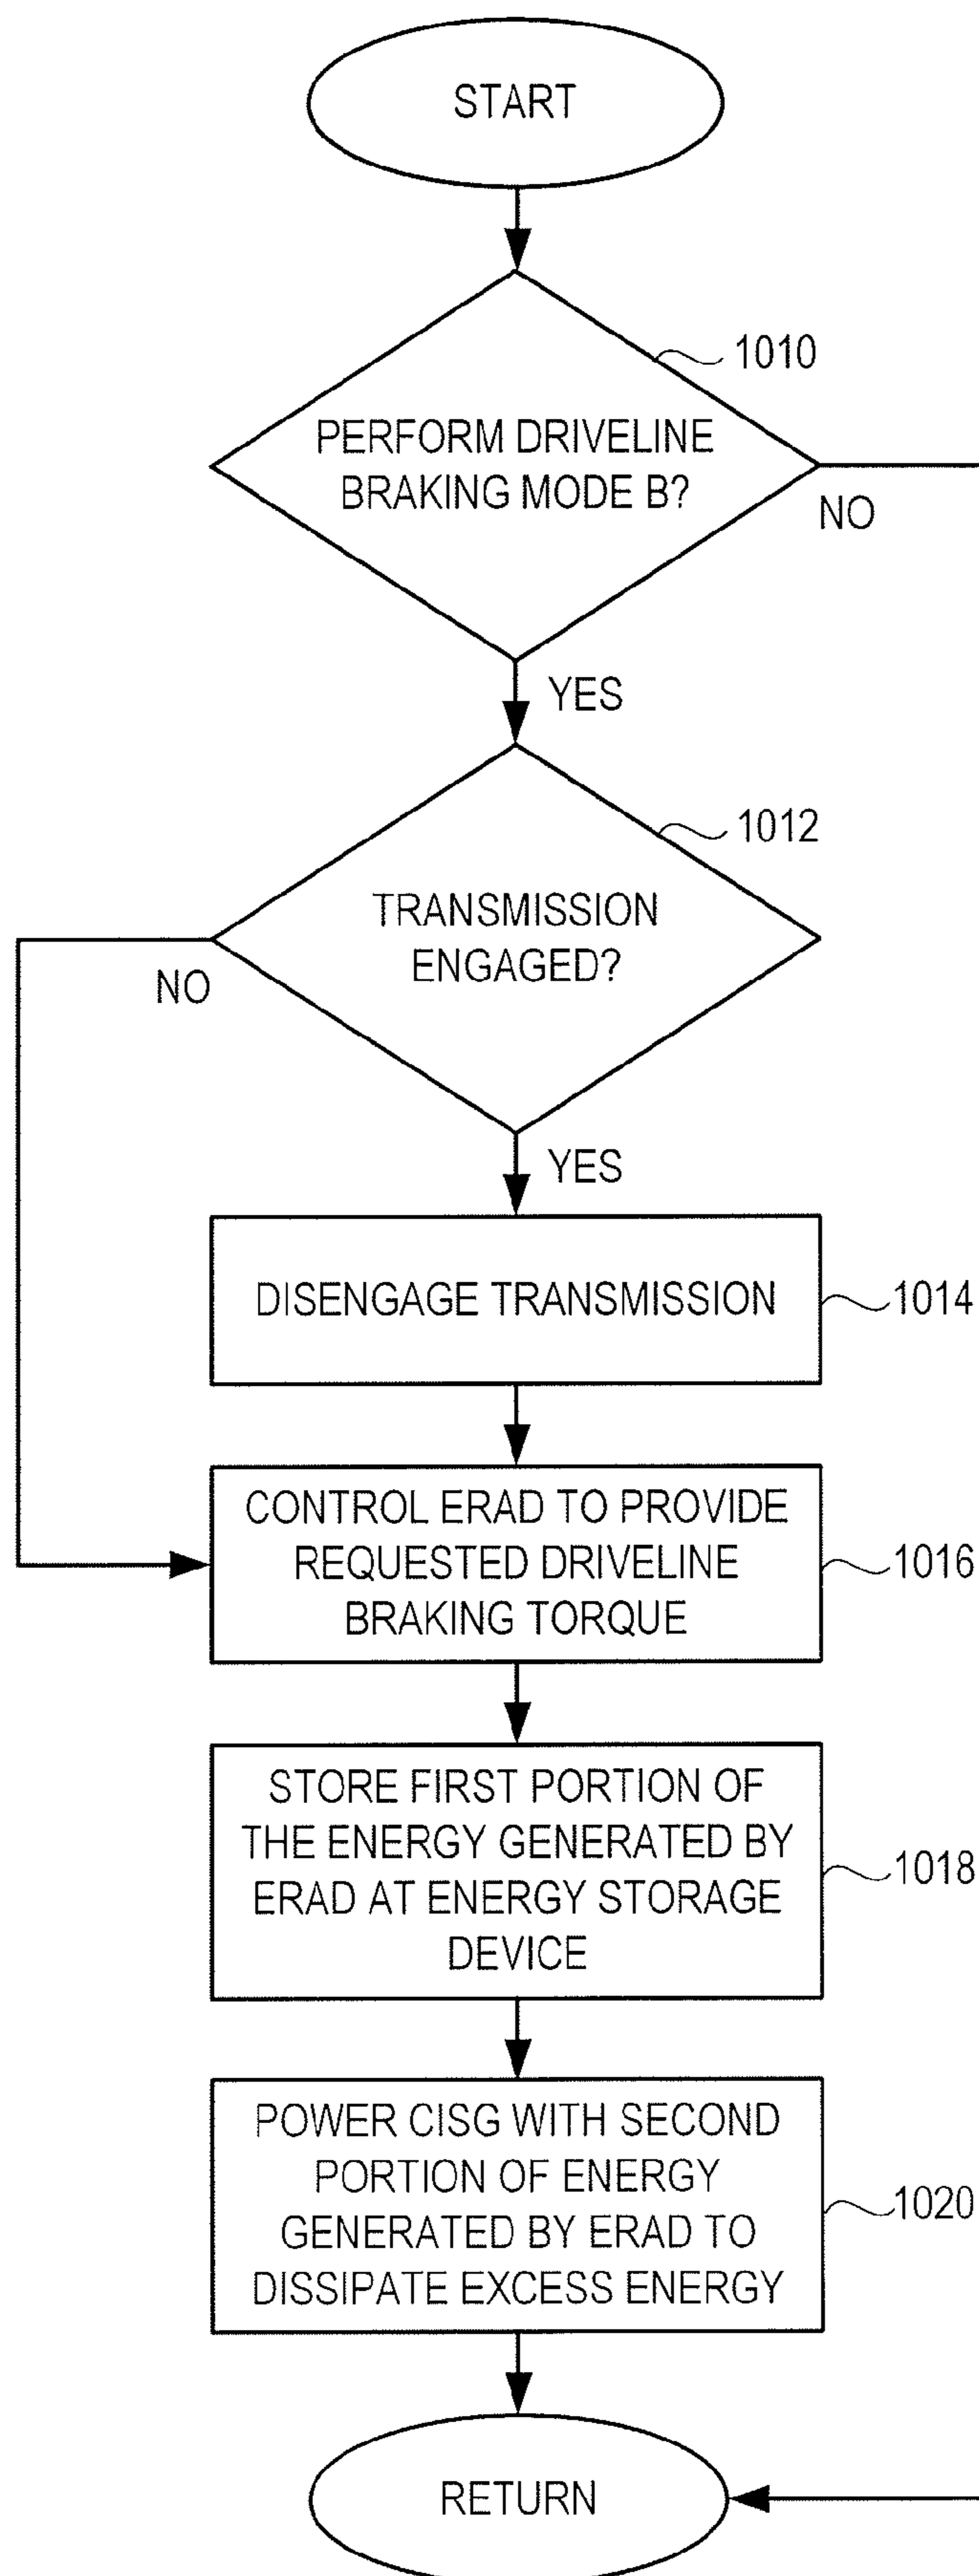 START
1010
PERFORM DRIVELINE
BRAKING MODE B?
NO
YES
1012
TRANSMISSION
ENGAGED?
NO
YES
DISENGAGE TRANSMISSION
1014
CONTROL ERAD TO PROVIDE
REQUESTED DRIVELINE
BRAKING TORQUE
1016
STORE FIRST PORTION OF
THE ENERGY GENERATED BY
ERAD AT ENERGY STORAGE
DEVICE
1018
POWER CISG WITH SECOND
PORTION OF ENERGY
GENERATED BY ERAD TO
DISSIPATE EXCESS ENERGY
1020
RETURN